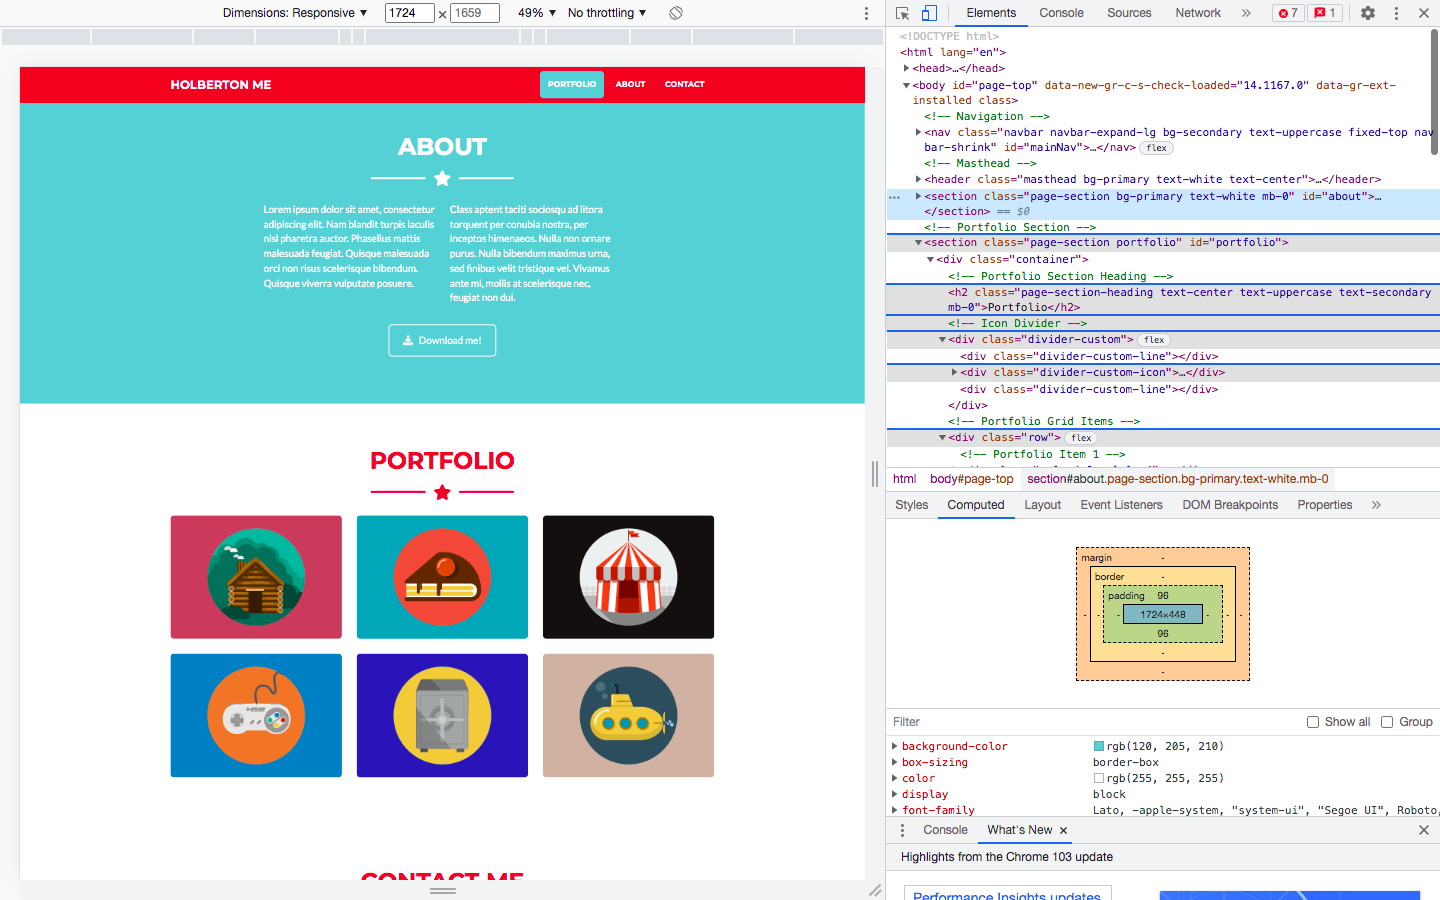 Dimensions: Responsive ▼ 1724 × 1659 49% ▼ No throttling ▼
Elements Console Sources Network » 7 1
HOLBERTON ME PORTFOLIO ABOUT CONTACT
ABOUT
Lorem ipsum dolor sit amet, consectetur
adipiscing elit. Nam blandit turpis iaculis
nisl pharetra auctor. Phasellus mattis
malesuada feugiat. Quisque malesuada
orci non risus scelerisque bibendum.
Quisque viverra vulputate posuere.
Class aptent taciti sociosqu ad litora
torquent per conubia nostra, per
inceptos himenaeos. Nulla non ornare
purus. Nulla bibendum maximus urna,
sed finibus velit tristique vel. Vivamus
ante mi, mollis at scelerisque nec,
feugiat non dui.
Download me!
PORTFOLIO
CONTACT ME
<!DOCTYPE html>
<html lang="en">
<head>…</head>
<body id="page-top" data-new-gr-c-s-check-loaded="14.1167.0" data-gr-ext-
installed class>
<!-- Navigation -->
<nav class="navbar navbar-expand-lg bg-secondary text-uppercase fixed-top nav
bar-shrink" id="mainNav">…</nav> flex
<!-- Masthead -->
<header class="masthead bg-primary text-white text-center">…</header>
<section class="page-section bg-primary text-white mb-0" id="about">…
</section> == $0
<!-- Portfolio Section -->
<section class="page-section portfolio" id="portfolio">
<div class="container">
<!-- Portfolio Section Heading -->
<h2 class="page-section-heading text-center text-uppercase text-secondary
mb-0">Portfolio</h2>
<!-- Icon Divider -->
<div class="divider-custom"> flex
<div class="divider-custom-line"></div>
<div class="divider-custom-icon">…</div>
<div class="divider-custom-line"></div>
</div>
<!-- Portfolio Grid Items -->
<div class="row"> flex
<!-- Portfolio Item 1 -->
html body#page-top section#about.page-section.bg-primary.text-white.mb-0
Styles Computed Layout Event Listeners DOM Breakpoints Properties »
margin -
border -
padding 96
- - - 1724×448 - - -
96
-
-
Filter Show all Group
background-color rgb(120, 205, 210)
box-sizing border-box
color rgb(255, 255, 255)
display block
font-family Lato, -apple-system, "system-ui", "Segoe UI", Roboto,
Console What's New ×
Highlights from the Chrome 103 update
Performance Insights updates